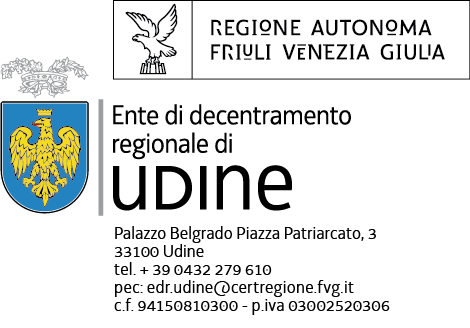 REGIONE AUTONOMA
FRIULI VENEZIA GIULIA
Ente di decentramento
regionale di
UDINE
Palazzo Belgrado Piazza Patriarcato, 3
33100 Udine
tel. + 39 0432 279 610
pec: edr.udine@certregione.fvg.it
c.f. 94150810300 - p.iva 03002520306